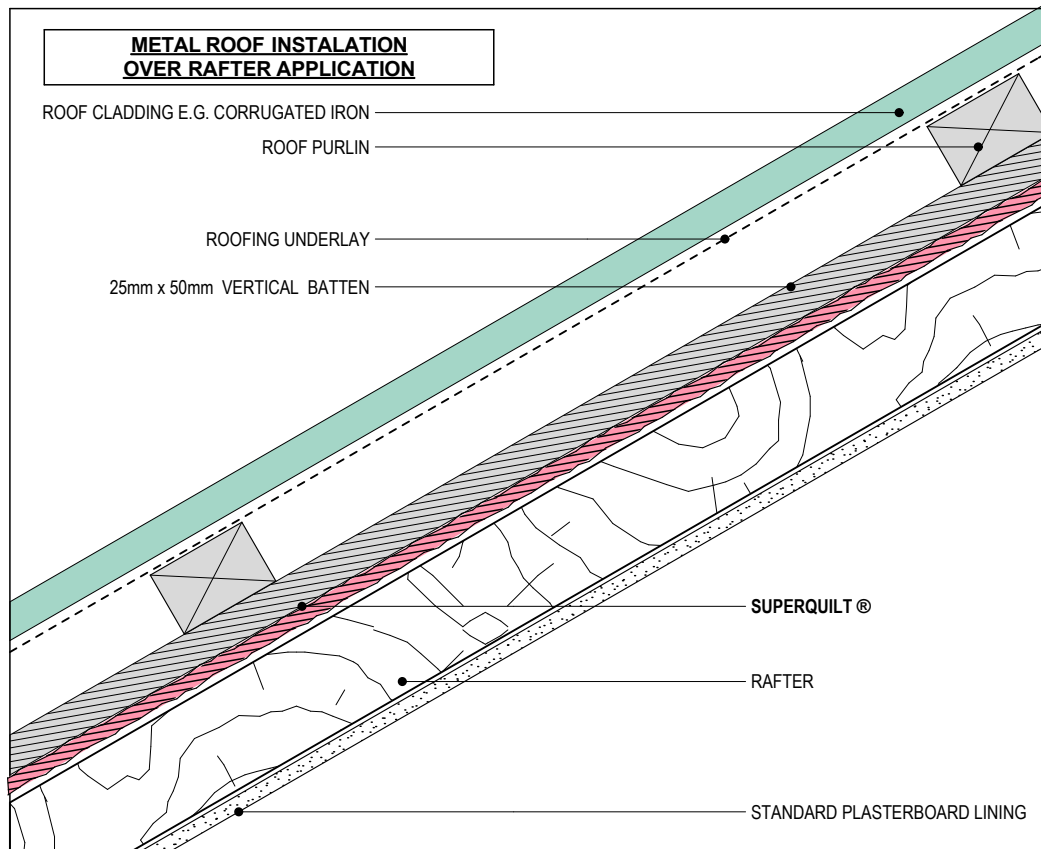 METAL ROOF INSTALATION
OVER RAFTER APPLICATION
ROOF CLADDING E.G. CORRUGATED IRON
ROOF PURLIN
ROOFING UNDERLAY
25mm x 50mm VERTICAL BATTEN
SUPERQUILT ®
RAFTER
STANDARD PLASTERBOARD LINING